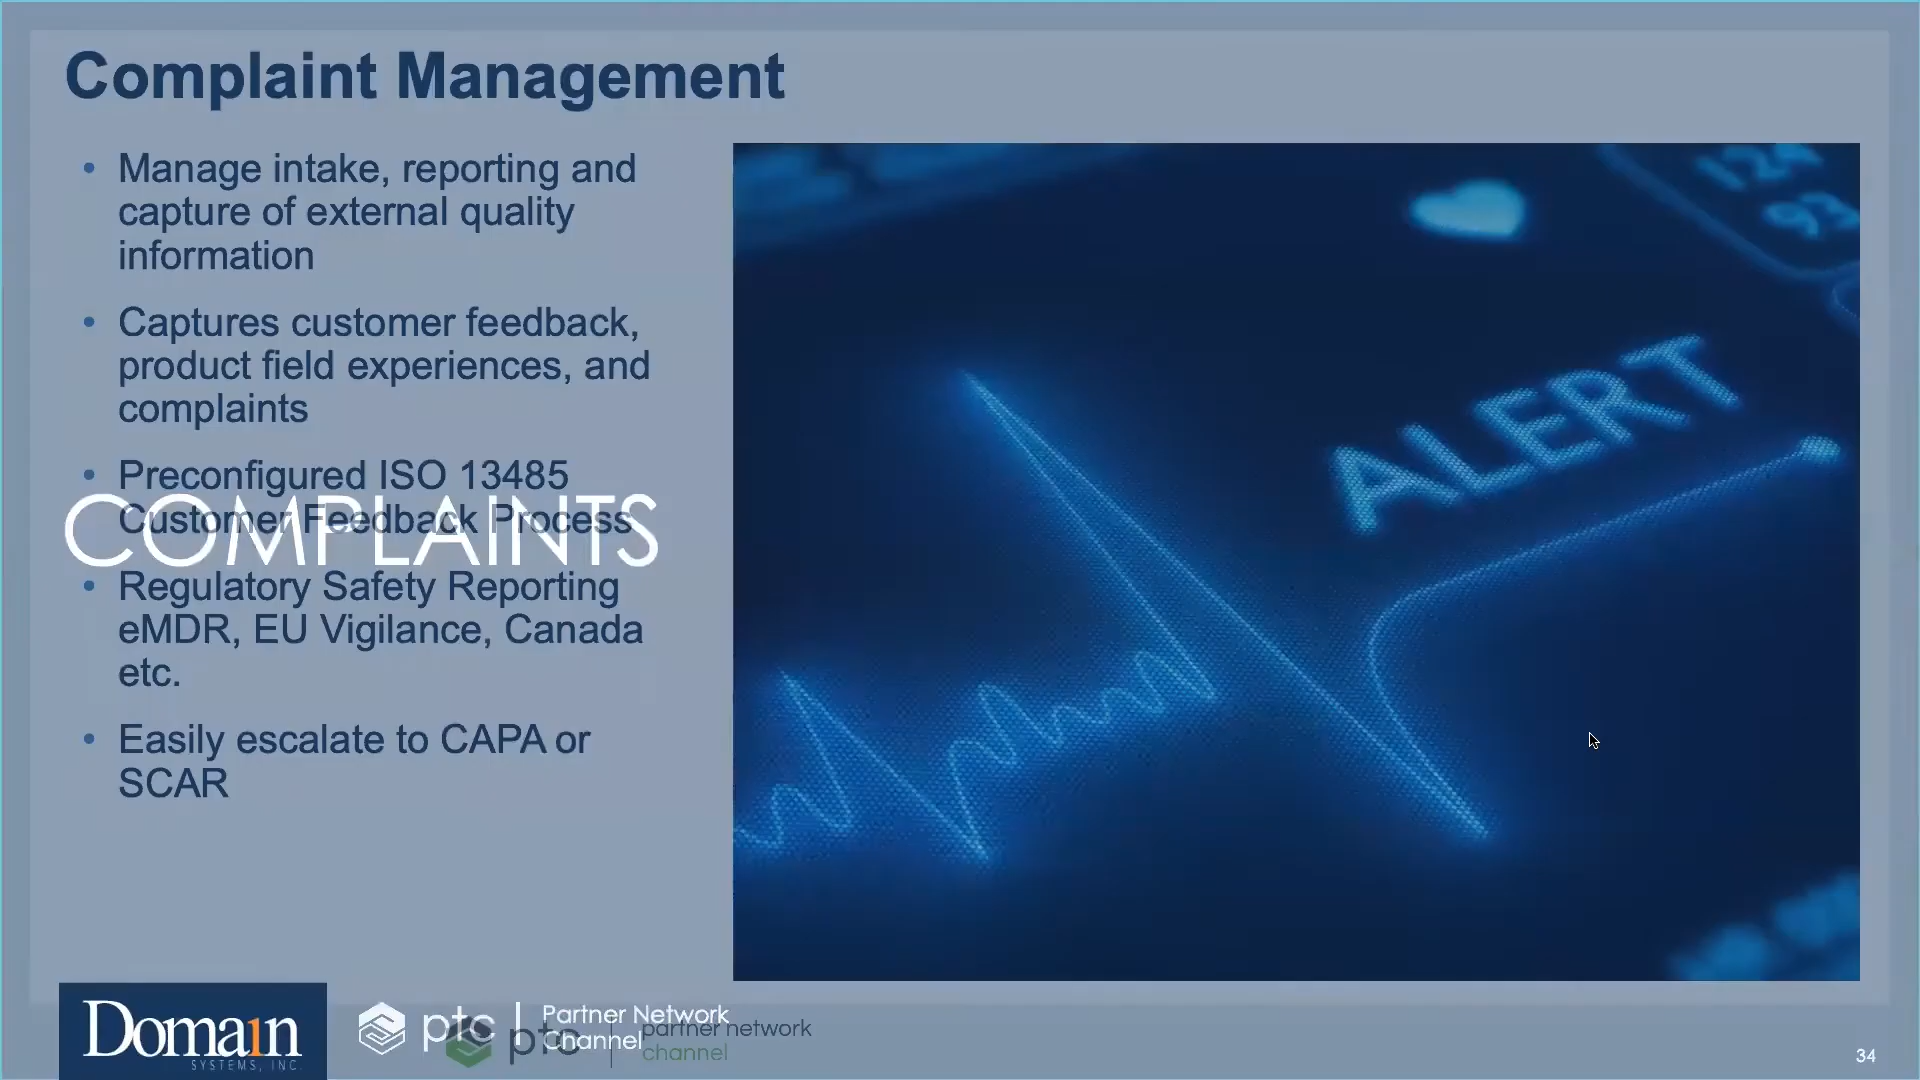 Complaint Management
• Manage intake, reporting and
capture of external quality
information
• Captures customer feedback,
product field experiences, and
complaints
• Preconfigured ISO 13485
Customer Feedback Process
COMPLAINTS
• Regulatory Safety Reporting
eMDR, EU Vigilance, Canada
etc.
• Easily escalate to CAPA or
SCAR
124
93
ALERT
Domain
SYSTEMS, INC.
ptc | Partner Network
Channel
ptc | partner network
channel
34